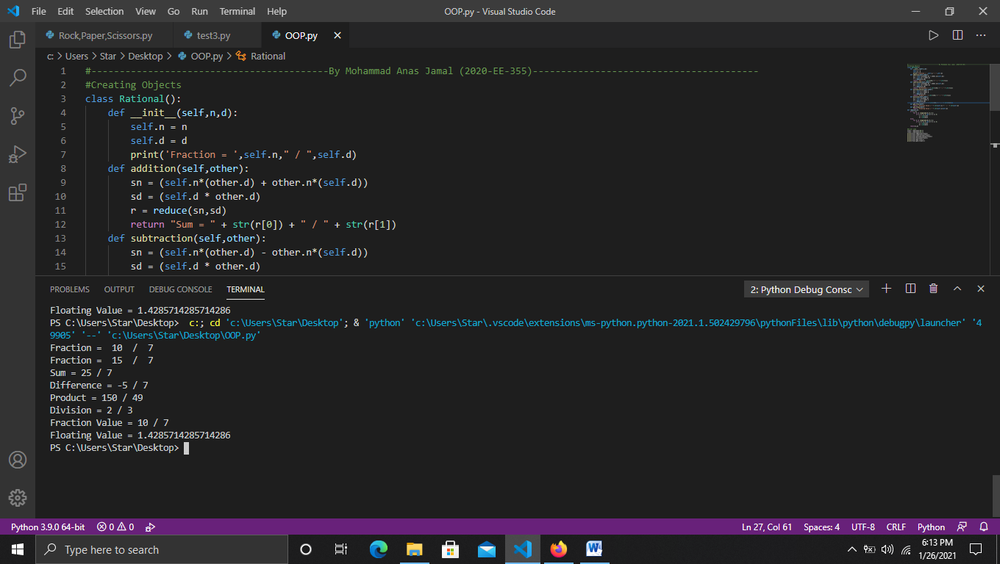 File Edit Selection View Go Run Terminal Help OOP.py - Visual Studio Code
Rock,Paper,Scissors.py test3.py OOP.py
c: > Users > Star > Desktop > OOP.py > Rational
1 #------------------------------------------By Mohammad Anas Jamal (2020-EE-355)----------------------------------------
2 #Creating Objects
3 class Rational():
4 def __init__(self,n,d):
5 self.n = n
6 self.d = d
7 print('Fraction = ',self.n," / ",self.d)
8 def addition(self,other):
9 sn = (self.n*(other.d) + other.n*(self.d))
10 sd = (self.d * other.d)
11 r = reduce(sn,sd)
12 return "Sum = " + str(r[0]) + " / " + str(r[1])
13 def subtraction(self,other):
14 sn = (self.n*(other.d) - other.n*(self.d))
15 sd = (self.d * other.d)
PROBLEMS OUTPUT DEBUG CONSOLE TERMINAL 2: Python Debug Consc
Floating Value = 1.4285714285714286
PS C:\Users\Star\Desktop> c:; cd 'c:\Users\Star\Desktop'; & 'python' 'c:\Users\Star\.vscode\extensions\ms-python.python-2021.1.502429796\pythonFiles\lib\python\debugpy\launcher' '4
9905' '--' 'c:\Users\Star\Desktop\OOP.py'
Fraction = 10 / 7
Fraction = 15 / 7
Sum = 25 / 7
Difference = -5 / 7
Product = 150 / 49
Division = 2 / 3
Fraction Value = 10 / 7
Floating Value = 1.4285714285714286
PS C:\Users\Star\Desktop>
Python 3.9.0 64-bit 0 0 Ln 27, Col 61 Spaces: 4 UTF-8 CRLF Python
Type here to search
6:13 PM
1/26/2021